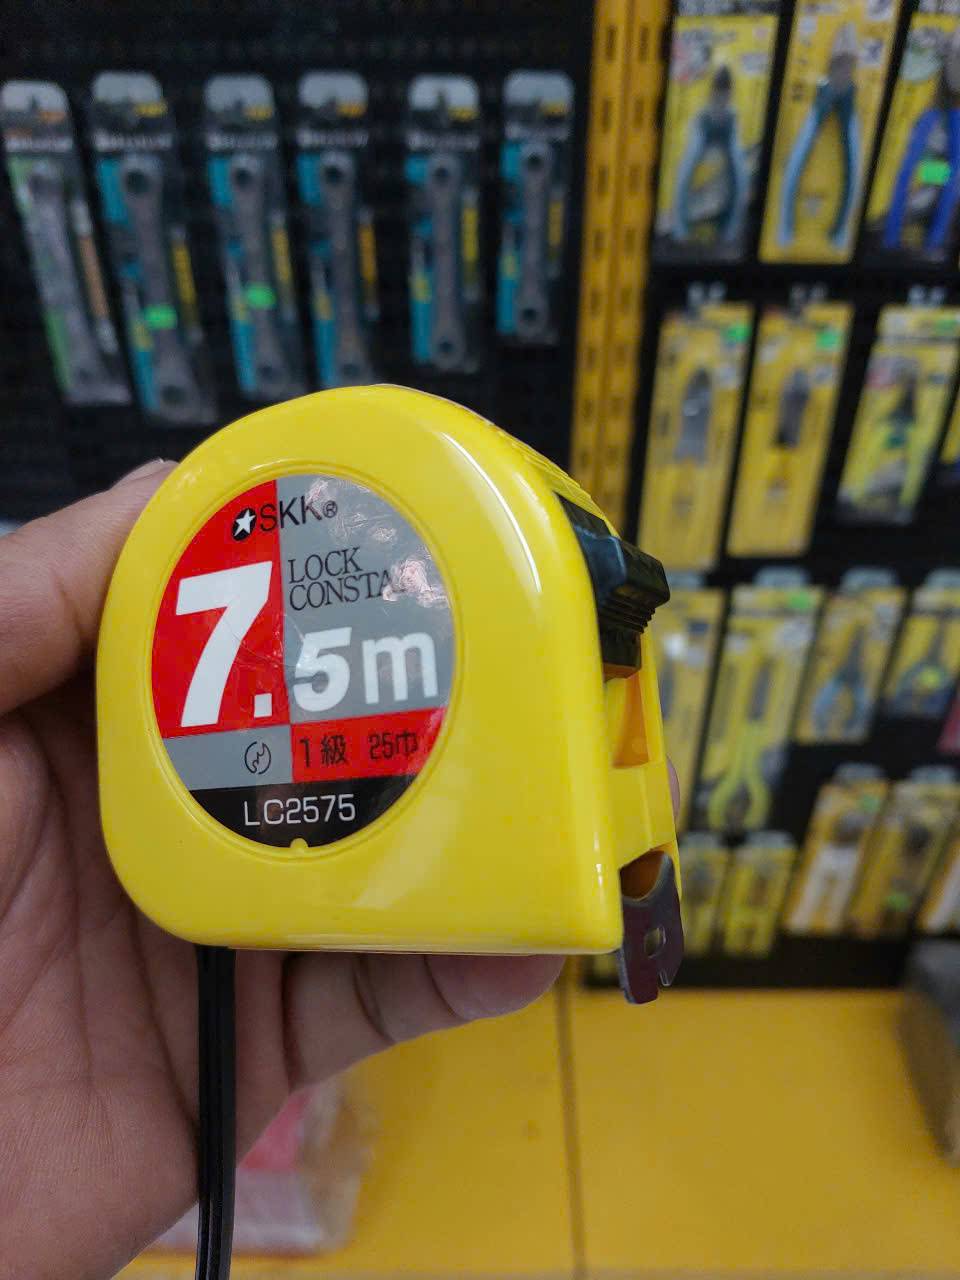 SKK®
LOCK
CONSTA
7.5m
1級 25巾
LC2575